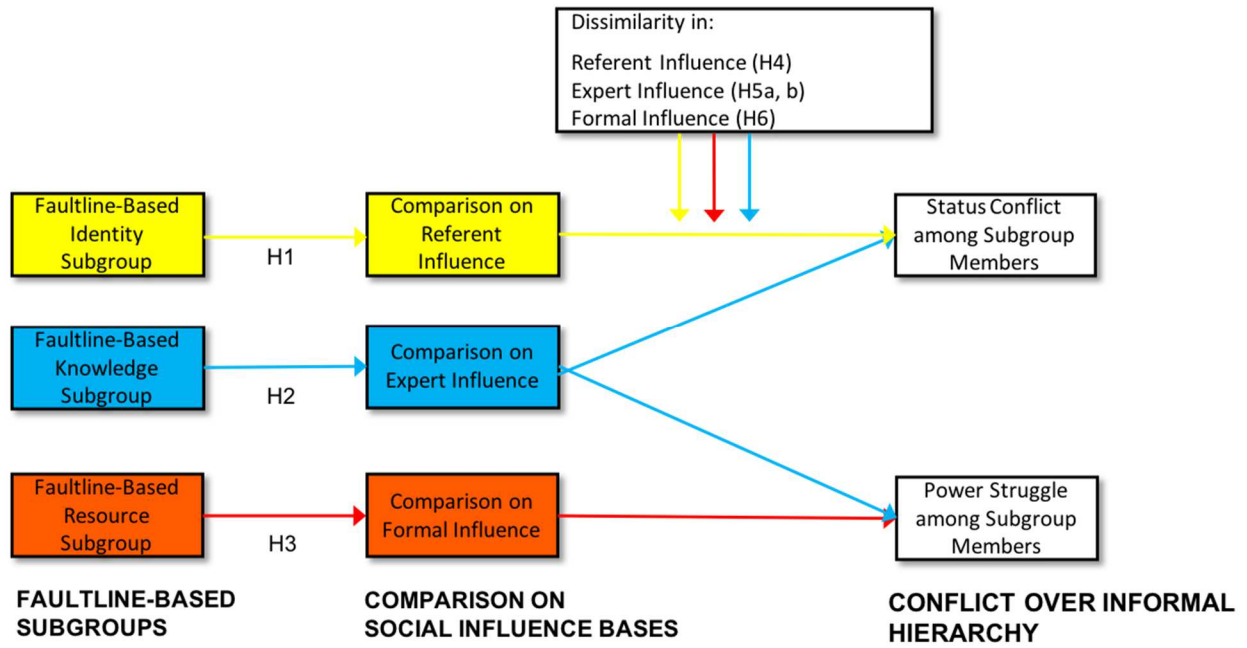 Dissimilarity in:
Referent Influence (H4)
Expert Influence (H5a, b)
Formal Influence (H6)
Faultline-Based
Identity
Subgroup
H1
Comparison on
Referent
Influence
Status Conflict
among Subgroup
Members
Faultline-Based
Knowledge
Subgroup
H2
Comparison on
Expert Influence
Faultline-Based
Resource
Subgroup
H3
Comparison on
Formal Influence
Power Struggle
among Subgroup
Members
FAULTLINE-BASED
SUBGROUPS
COMPARISON ON
SOCIAL INFLUENCE BASES
CONFLICT OVER INFORMAL
HIERARCHY